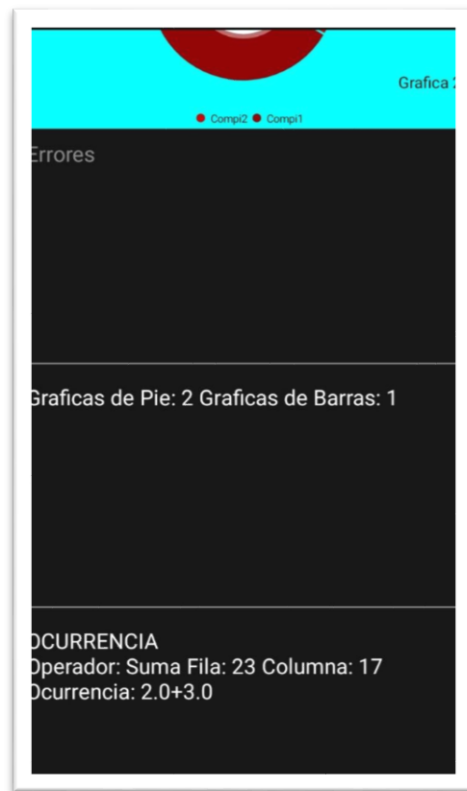 Grafica
Compi2 Compi1
Errores
Graficas de Pie: 2 Graficas de Barras: 1
OCURRENCIA
Operador: Suma Fila: 23 Columna: 17
Ocurrencia: 2.0+3.0